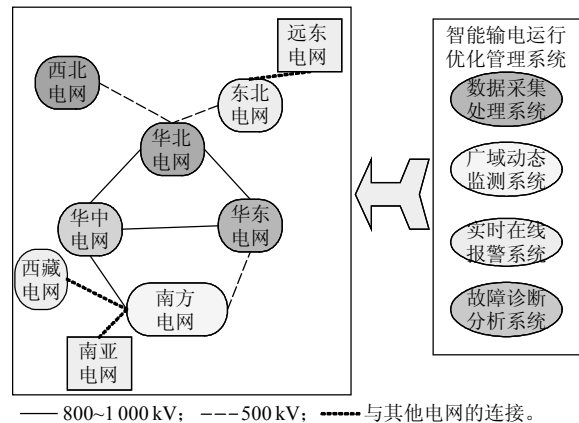 远东
电网
西北
电网
东北
电网
华北
电网
华中
电网
华东
电网
西藏
电网
南方
电网
南亚
电网
智能输电运行
优化管理系统
数据采集
处理系统
广域动态
监测系统
实时在线
报警系统
故障诊断
分析系统
800~1 000 kV； 500 kV； 与其他电网的连接。